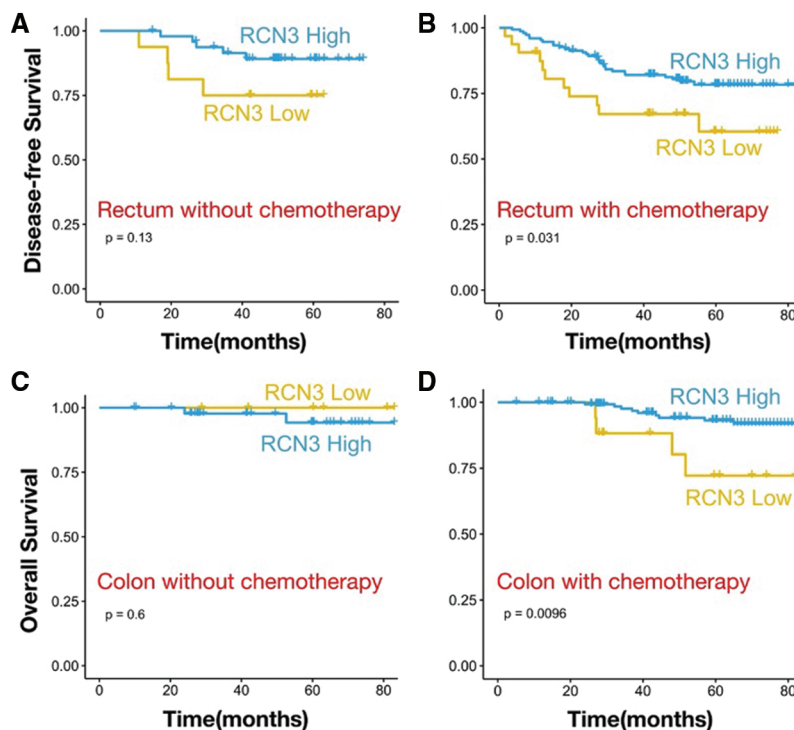 A
Disease-free Survival
1.00
0.75
0.50
0.25
0.00
RCN3 High
RCN3 Low
Rectum without chemotherapy
p = 0.13
0 20 40 60 80
Time(months)
B
1.00
0.75
0.50
0.25
0.00
RCN3 High
RCN3 Low
Rectum with chemotherapy
p = 0.031
0 20 40 60 80
Time(months)
C
Overall Survival
1.00
0.75
0.50
0.25
0.00
RCN3 Low
RCN3 High
Colon without chemotherapy
p = 0.6
0 20 40 60 80
Time(months)
D
1.00
0.75
0.50
0.25
0.00
RCN3 High
RCN3 Low
Colon with chemotherapy
p = 0.0096
0 20 40 60 80
Time(months)